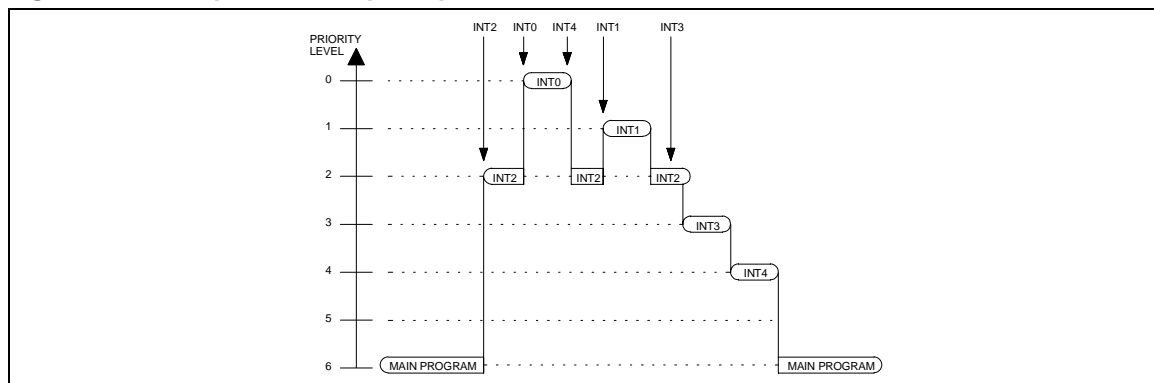 INT2 INT0 INT4 INT1 INT3
PRIORITY
LEVEL
0 INT0
1 INT1
2 INT2 INT2 INT2
3 INT3
4 INT4
5
6 MAIN PROGRAM MAIN PROGRAM